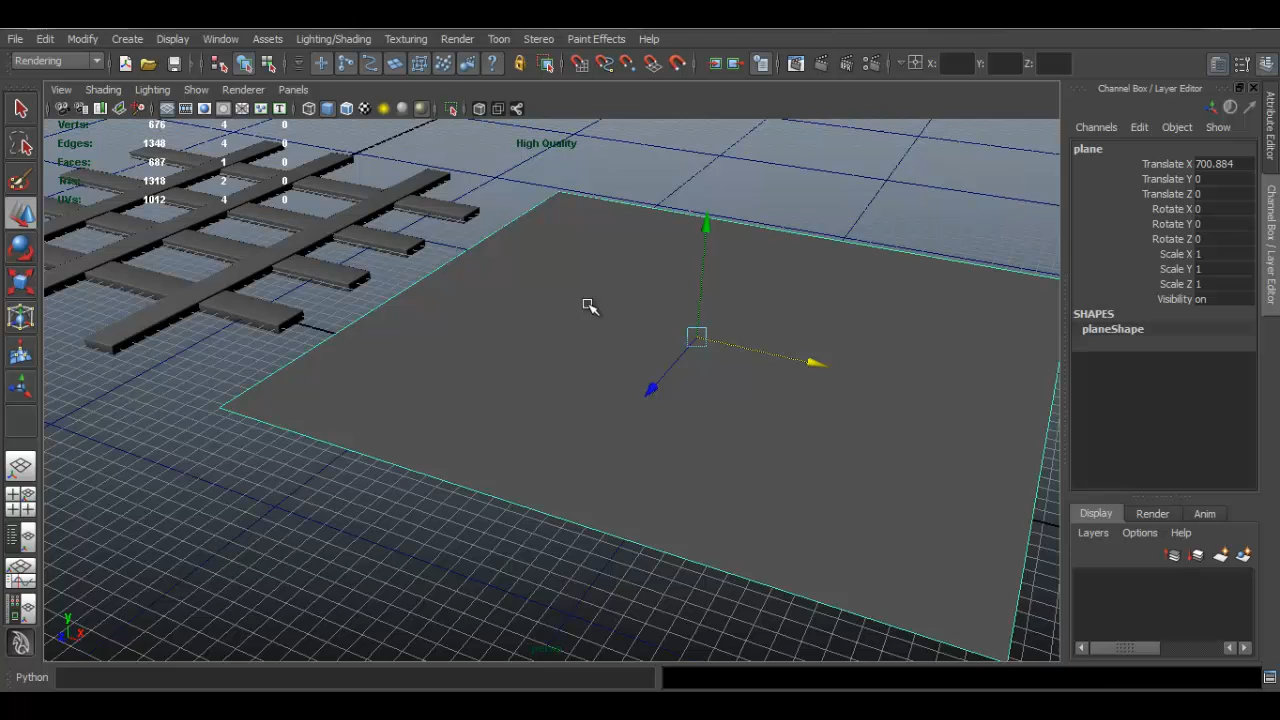 File Edit Modify Create Display Window Assets Lighting/Shading Texturing Render Toon Stereo Paint Effects Help
Rendering X: Y: Z:
View Shading Lighting Show Renderer Panels
Channel Box / Layer Editor
Channels Edit Object Show
Verts: 676 4 0
Edges: 1348 4 0
Faces: 687 1 0
Tris: 1318 2 0
UVs: 1012 4 0
High Quality
plane
Translate X 700.884
Translate Y 0
Translate Z 0
Rotate X 0
Rotate Y 0
Rotate Z 0
Scale X 1
Scale Y 1
Scale Z 1
Visibility on
SHAPES
planeShape
Attribute Editor
Channel Box / Layer Editor
Display Render Anim
Layers Options Help
y
z x
persp
Python